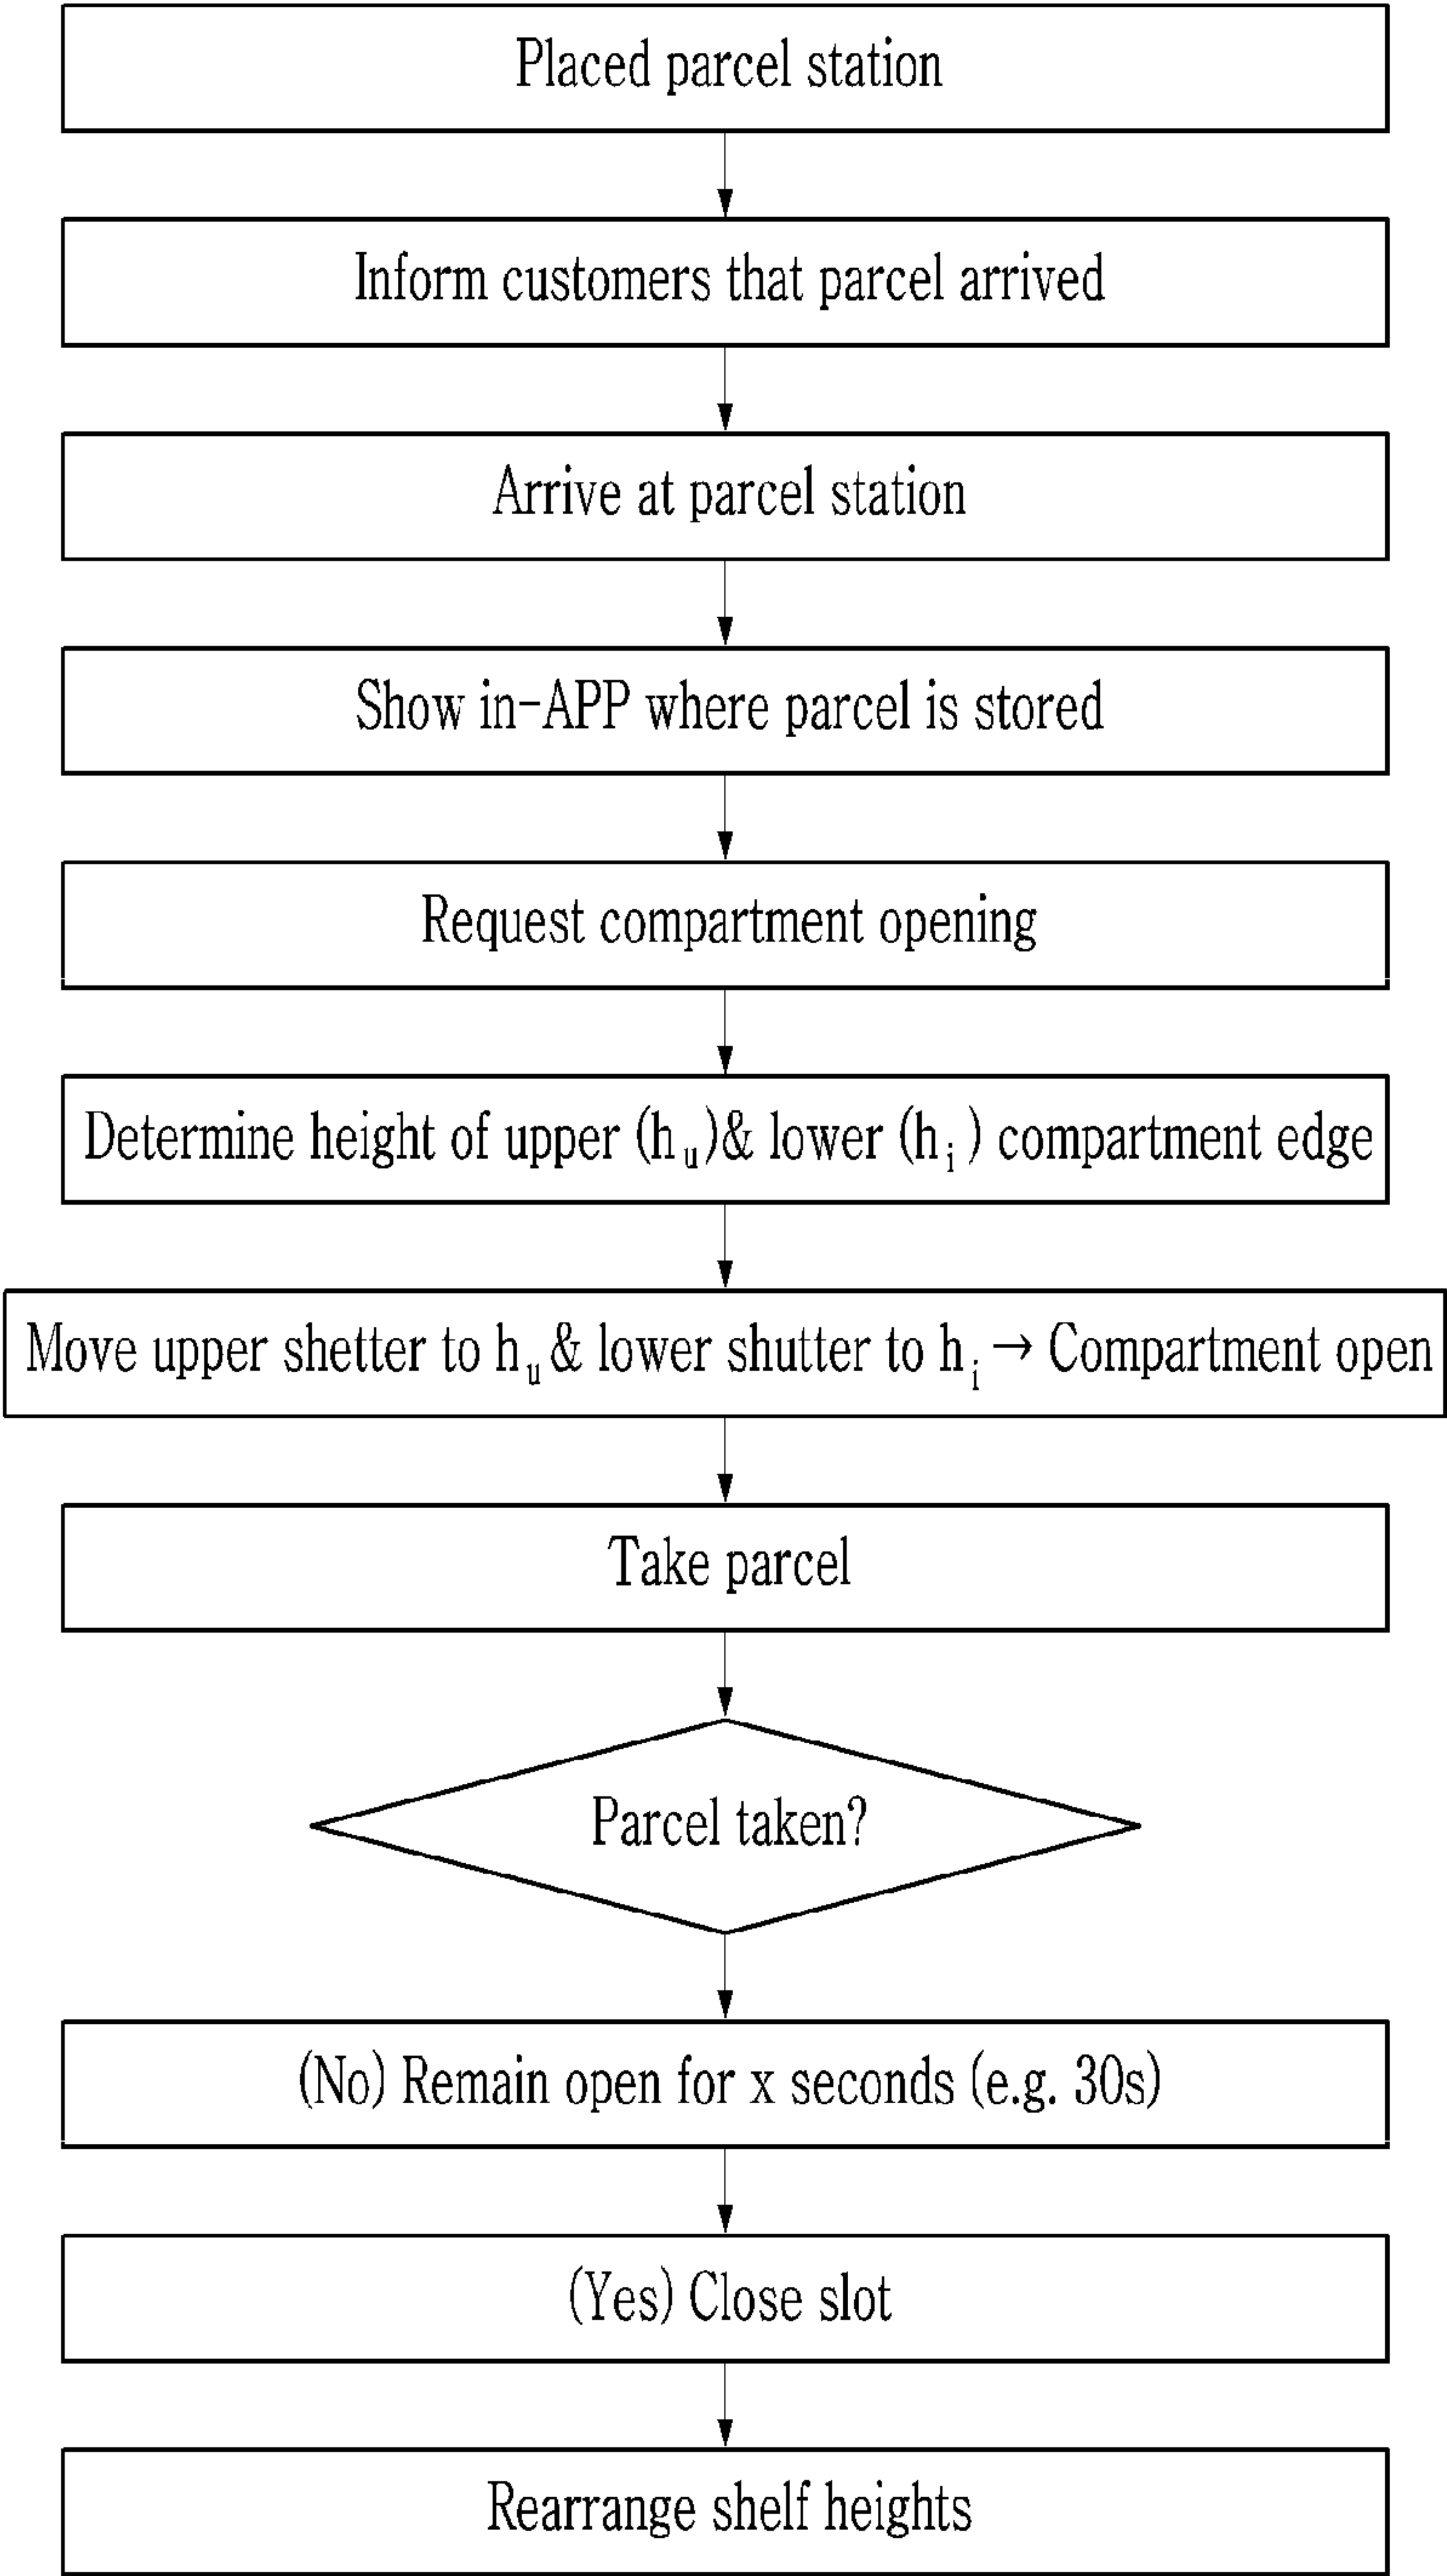 Placed parcel station
Inform customers that parcel arrived
Arrive at parcel station
Show in-APP where parcel is stored
Request compartment opening
Determine height of upper (hᵤ)& lower (hᵢ) compartment edge
Move upper shetter to hᵤ& lower shutter to hᵢ → Compartment open
Take parcel
Parcel taken?
(No) Remain open for x seconds (e.g. 30s)
(Yes) Close slot
Rearrange shelf heights